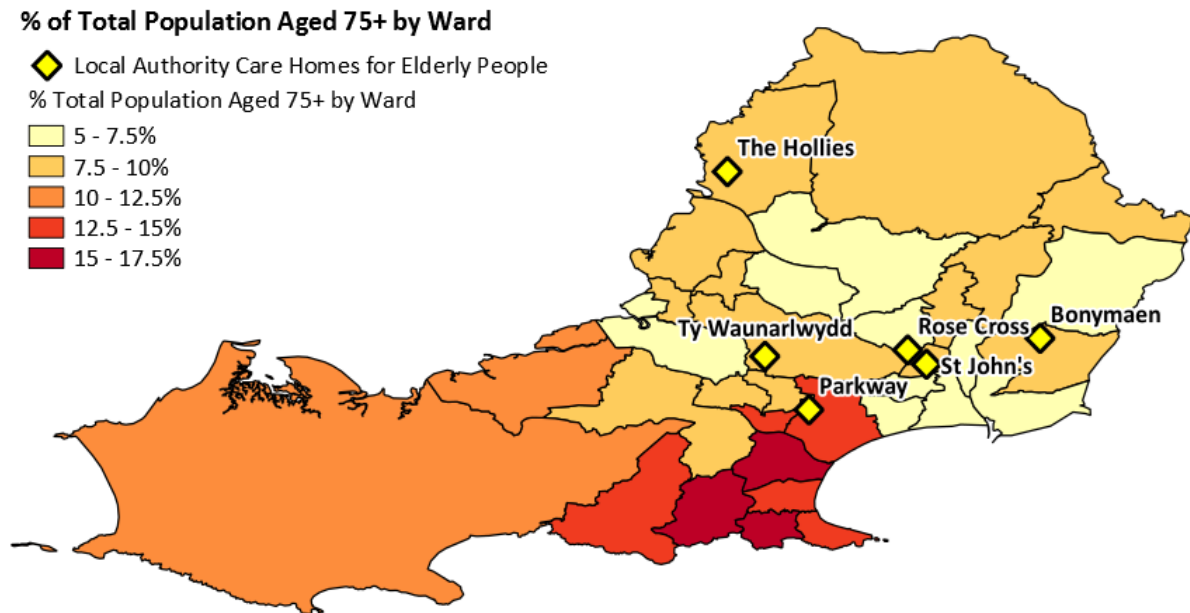 % of Total Population Aged 75+ by Ward
Local Authority Care Homes for Elderly People
% Total Population Aged 75+ by Ward
5 - 7.5%
7.5 - 10%
10 - 12.5%
12.5 - 15%
15 - 17.5%
The Hollies
Bonymaen
Ty Waunarlwydd
Rose Cross
St John's
Parkway